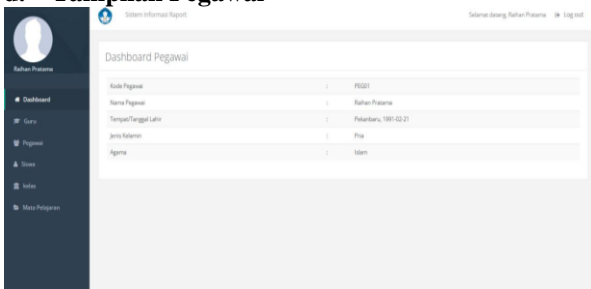 Tampilan Pegawai
Sistem Informasi Raport
Selamat datang, Raihan Pratama
Log out
Raihan Pratama
Dashboard
Guru
Pegawai
Siswa
kelas
Mata Pelajaran
Dashboard Pegawai
Kode Pegawai : PEG01
Nama Pegawai : Raihan Pratama
Tempat/Tanggal Lahir : Pekanbaru, 1991-02-21
Jenis Kelamin : Pria
Agama : Islam